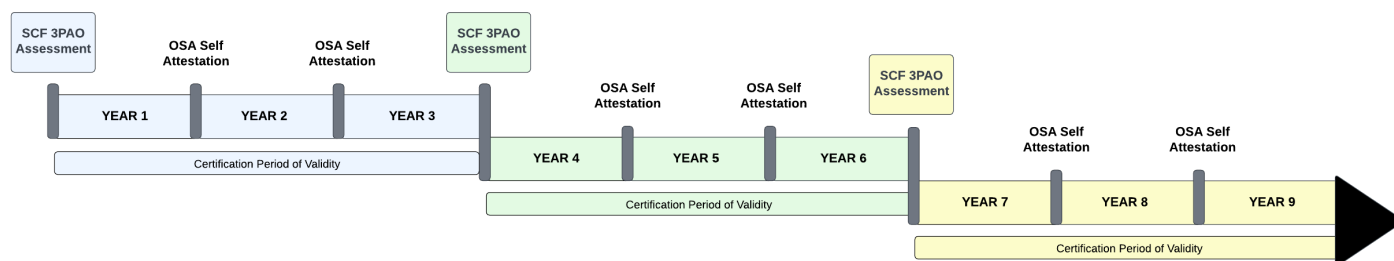 SCF 3PAO
Assessment
OSA Self
Attestation
OSA Self
Attestation
YEAR 1
YEAR 2
YEAR 3
Certification Period of Validity
SCF 3PAO
Assessment
OSA Self
Attestation
OSA Self
Attestation
YEAR 4
YEAR 5
YEAR 6
Certification Period of Validity
SCF 3PAO
Assessment
OSA Self
Attestation
OSA Self
Attestation
YEAR 7
YEAR 8
YEAR 9
Certification Period of Validity